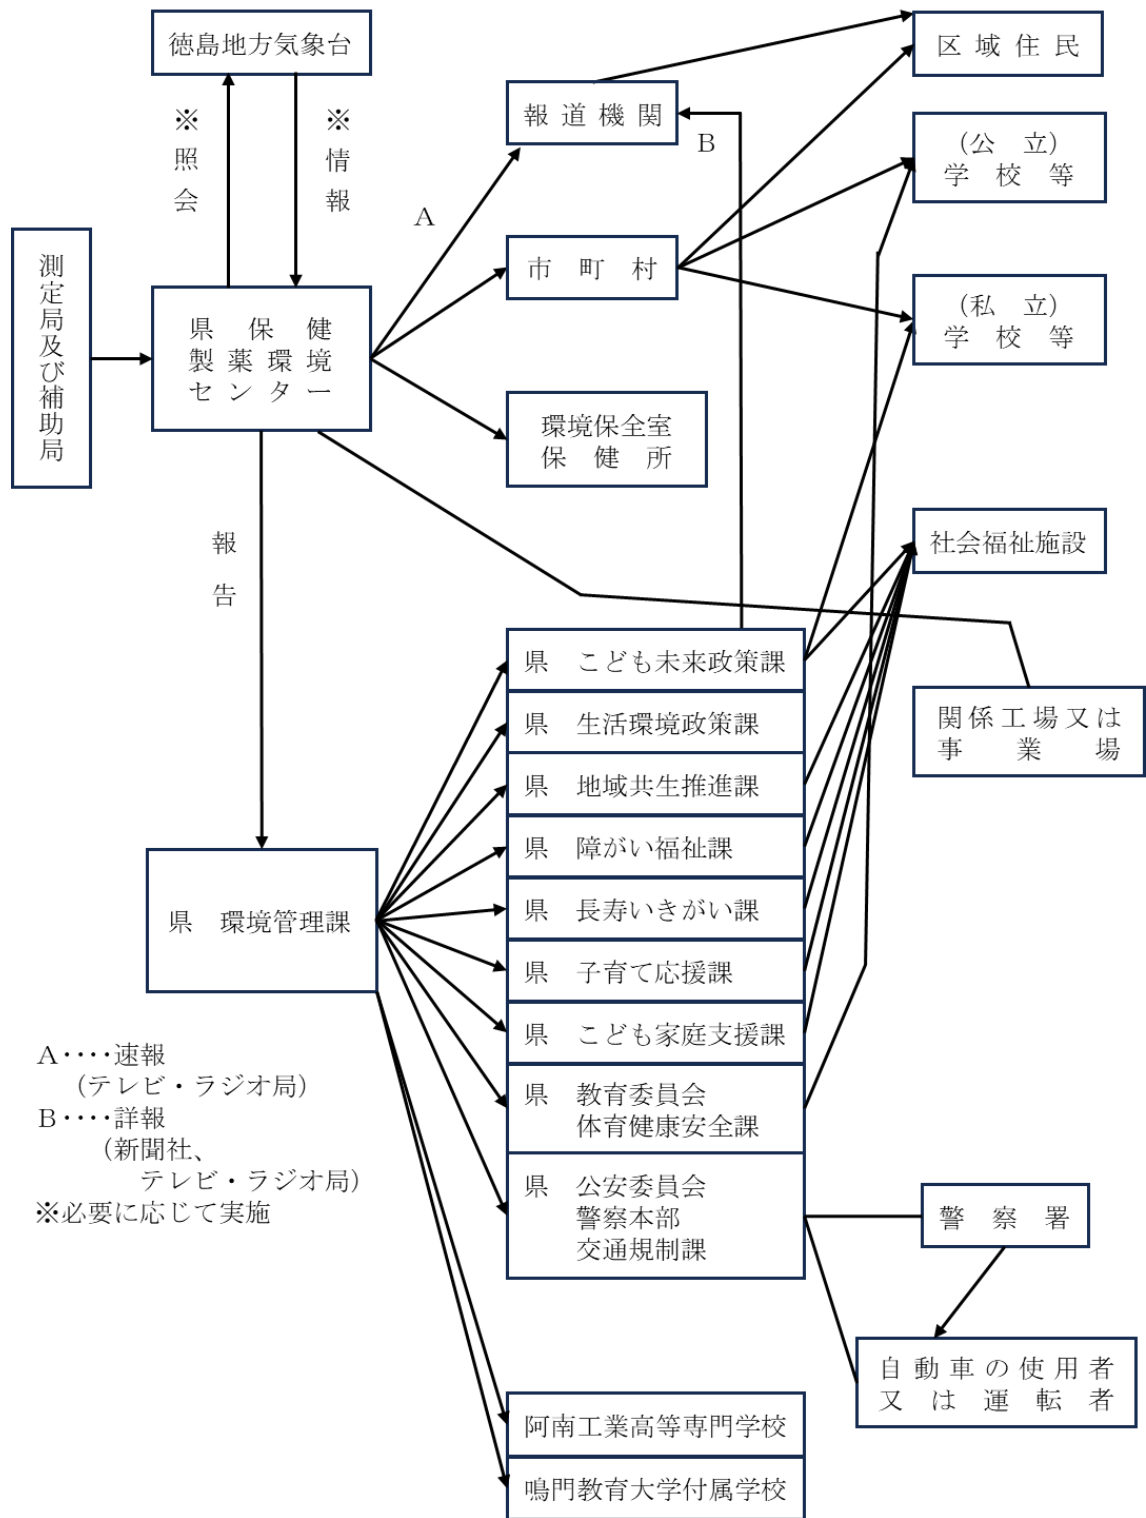 徳島地方気象台
※照会
※情報
測定局及び補助局
県保健
製薬環境
センター
A
B
報道機関
市町村
環境保全室
保健所
区域住民
(公立)
学校等
(私立)
学校等
社会福祉施設
関係工場又は
事業場
報告
県 環境管理課
県 こども未来政策課
県 生活環境政策課
県 地域共生推進課
県 障がい福祉課
県 長寿いきがい課
県 子育て応援課
県 こども家庭支援課
県 教育委員会
体育健康安全課
県 公安委員会
警察本部
交通規制課
警察署
自動車の使用者
又は運転者
阿南工業高等専門学校
鳴門教育大学付属学校
A‥‥速報
(テレビ・ラジオ局)
B‥‥詳報
(新聞社、
テレビ・ラジオ局)
※必要に応じて実施